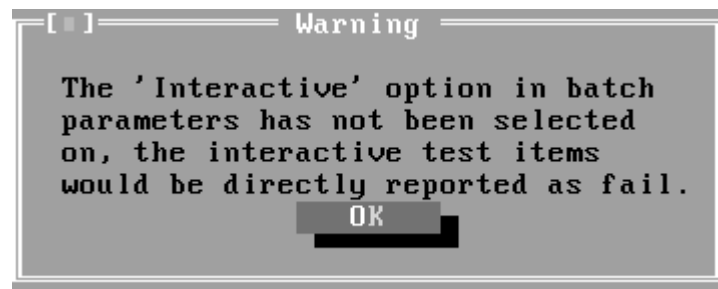 [ ] Warning
The 'Interactive' option in batch
parameters has not been selected
on, the interactive test items
would be directly reported as fail.
OK